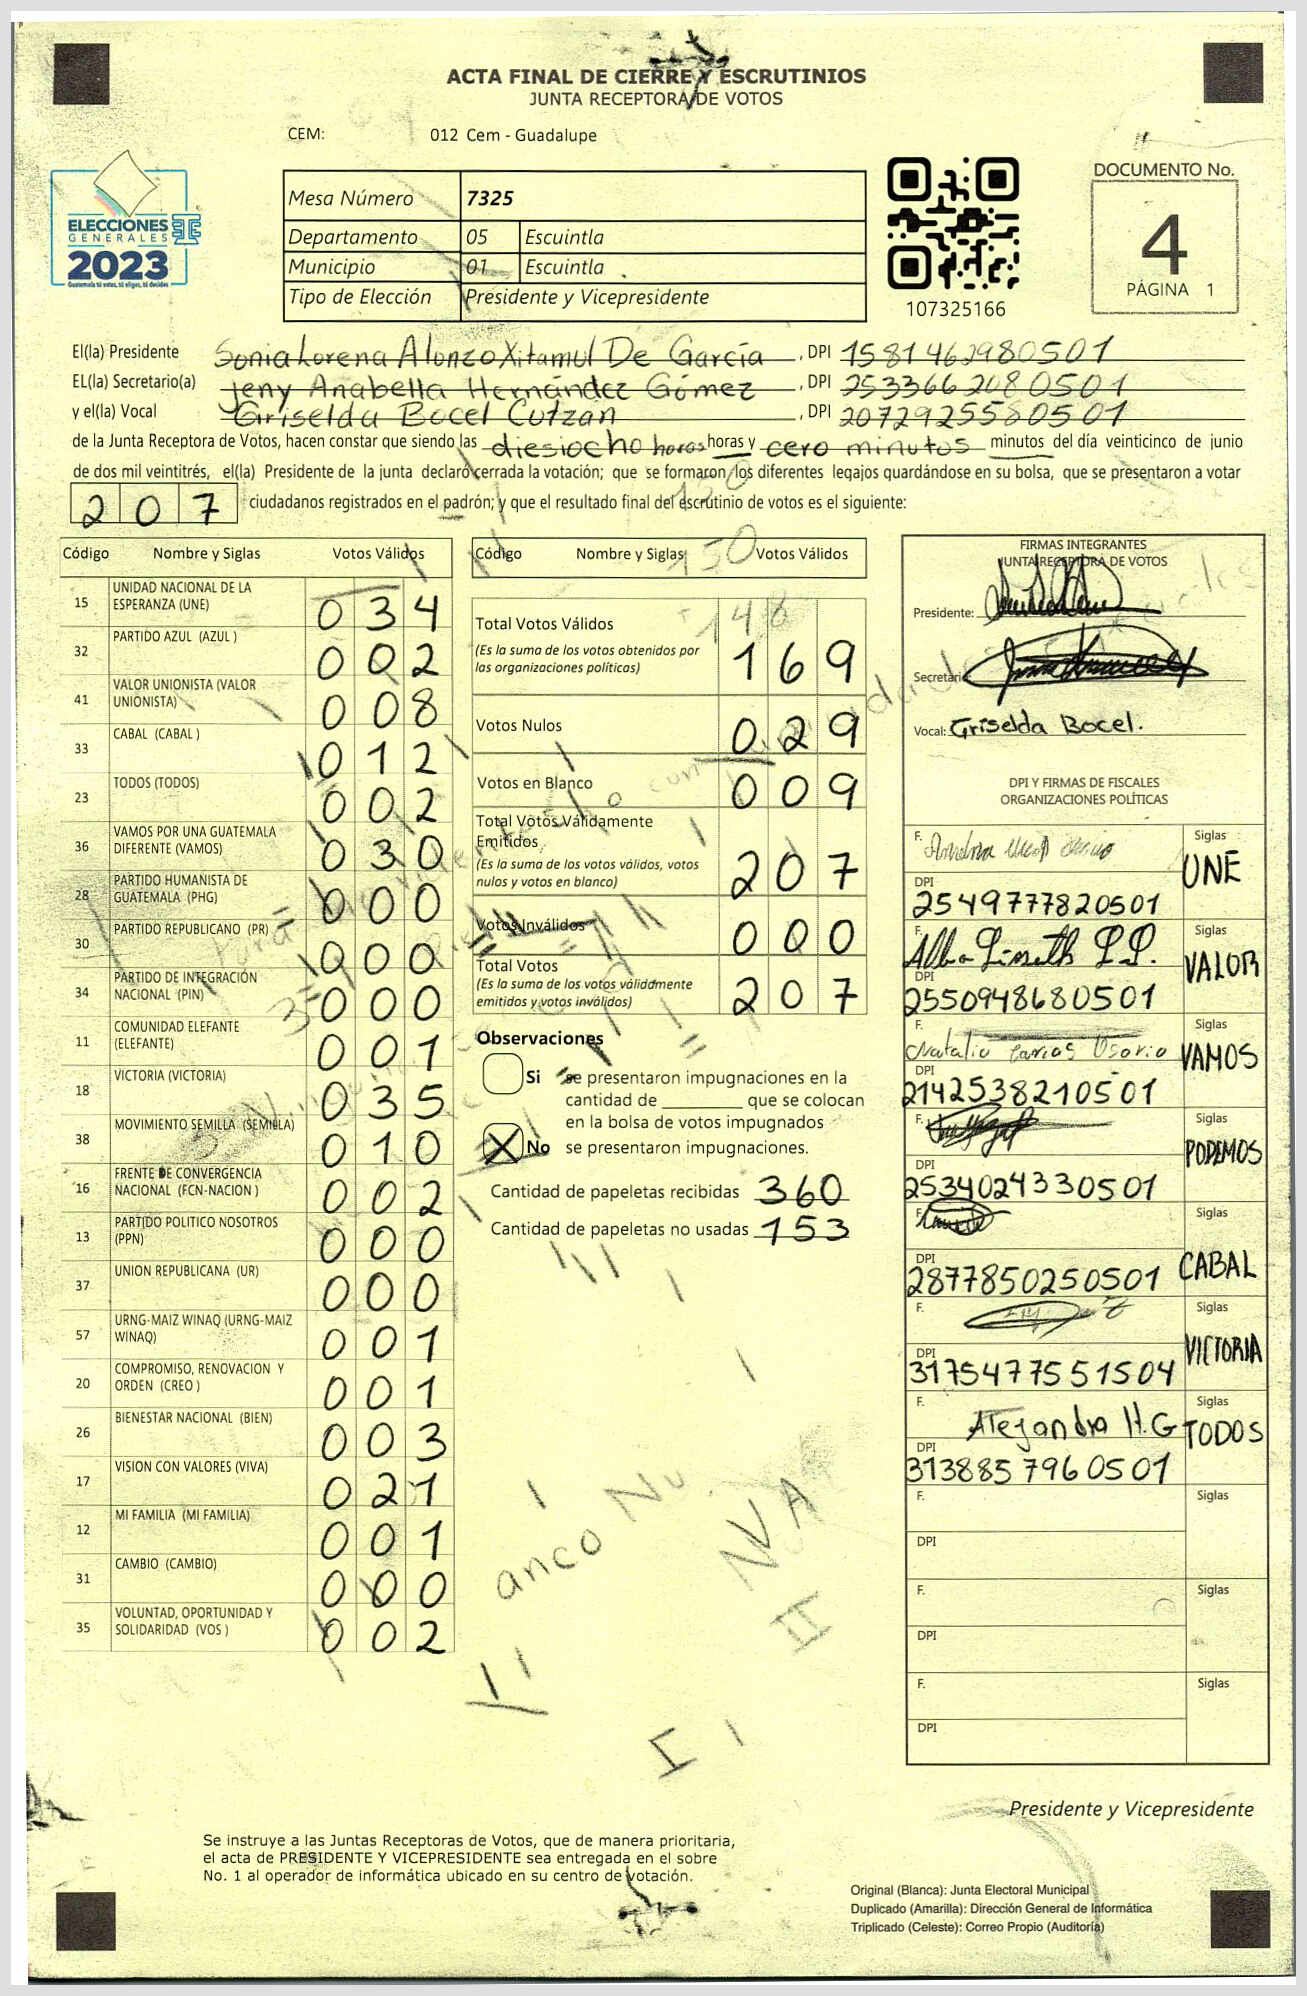 ACTA FINAL DE CIERRE Y ESCRUTINIOS
JUNTA RECEPTORA DE VOTOS
CEM: 012 Cem - Guadalupe
ELECCIONES
GENERALES
2023
Guatemala tú votas, tú eliges, tú decides
Mesa Número 7325
Departamento 05 Escuintla
Municipio 01 Escuintla
Tipo de Elección Presidente y Vicepresidente
107325166
DOCUMENTO No.
4
PÁGINA 1
El(la) Presidente Sonia Lorena Alonzo Xitamul De García , DPI 1581462980501
EL(la) Secretario(a) Jeny Anabella Hernández Gómez , DPI 2533662080501
y el(la) Vocal Griselda Bocel Cutzan , DPI 2072925580501
de la Junta Receptora de Votos, hacen constar que siendo las diesiocho horas horas y cero minutos minutos del día veinticinco de junio
de dos mil veintitrés, el(la) Presidente de la junta declaró cerrada la votación; que se formaron los diferentes legajos quardándose en su bolsa, que se presentaron a votar
207 ciudadanos registrados en el padrón; y que el resultado final del escrutinio de votos es el siguiente:
Código Nombre y Siglas Votos Válidos
15 UNIDAD NACIONAL DE LA ESPERANZA (UNE) 034
32 PARTIDO AZUL (AZUL ) 002
41 VALOR UNIONISTA (VALOR UNIONISTA) 008
33 CABAL (CABAL ) 012
23 TODOS (TODOS) 002
36 VAMOS POR UNA GUATEMALA DIFERENTE (VAMOS) 030
28 PARTIDO HUMANISTA DE GUATEMALA (PHG) 000
30 PARTIDO REPUBLICANO (PR) 000
34 PARTIDO DE INTEGRACIÓN NACIONAL (PIN) 000
11 COMUNIDAD ELEFANTE (ELEFANTE) 001
18 VICTORIA (VICTORIA) 035
38 MOVIMIENTO SEMILLA (SEMILLA) 010
16 FRENTE DE CONVERGENCIA NACIONAL (FCN-NACION ) 002
13 PARTIDO POLITICO NOSOTROS (PPN) 000
37 UNION REPUBLICANA (UR) 000
57 URNG-MAIZ WINAQ (URNG-MAIZ WINAQ) 001
20 COMPROMISO, RENOVACION Y ORDEN (CREO ) 001
26 BIENESTAR NACIONAL (BIEN) 003
17 VISION CON VALORES (VIVA) 021
12 MI FAMILIA (MI FAMILIA) 001
31 CAMBIO (CAMBIO) 000
35 VOLUNTAD, OPORTUNIDAD Y SOLIDARIDAD (VOS ) 002
Código Nombre y Siglas Votos Válidos
150
148
Total Votos Válidos 169
(Es la suma de los votos obtenidos por
las organizaciones políticas)
Votos Nulos 029
Votos en Blanco 009
Total Votos Válidamente
Emitidos 207
(Es la suma de los votos válidos, votos
nulos y votos en blanco)
Votos Inválidos 000
Total Votos 207
(Es la suma de los votos válidamente
emitidos y votos inválidos)
Observaciones
Si se presentaron impugnaciones en la
cantidad de ________ que se colocan
en la bolsa de votos impugnados
X No se presentaron impugnaciones.
Cantidad de papeletas recibidas 360
Cantidad de papeletas no usadas 153
anco Nu
FIRMAS INTEGRANTES
JUNTA RECEPTORA DE VOTOS
Presidente:
Secretario:
Vocal: Griselda Bocel.
DPI Y FIRMAS DE FISCALES
ORGANIZACIONES POLÍTICAS
F. Siglas UNE
DPI 2549777820501
F. Siglas VALOR
DPI 2550948680501
F. Natalia Farias Osorio Siglas VAMOS
DPI 2142538210501
F. Siglas PODEMOS
DPI 2534024330501
F. Siglas CABAL
DPI 2877850250501
F. Siglas VICTORIA
DPI 3175477551504
F. Alejandra H.G Siglas TODOS
DPI 3138857960501
F. Siglas
DPI
F. Siglas
DPI
F. Siglas
DPI
Presidente y Vicepresidente
Se instruye a las Juntas Receptoras de Votos, que de manera prioritaria,
el acta de PRESIDENTE Y VICEPRESIDENTE sea entregada en el sobre
No. 1 al operador de informática ubicado en su centro de votación.
Original (Blanca): Junta Electoral Municipal
Duplicado (Amarilla): Dirección General de Informática
Triplicado (Celeste): Correo Propio (Auditoría)